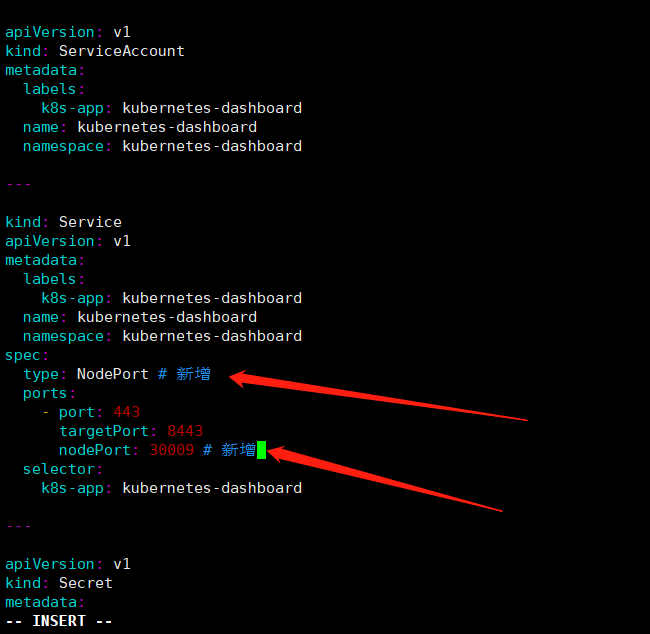 apiVersion: v1
kind: ServiceAccount
metadata:
  labels:
    k8s-app: kubernetes-dashboard
  name: kubernetes-dashboard
  namespace: kubernetes-dashboard
---
kind: Service
apiVersion: v1
metadata:
  labels:
    k8s-app: kubernetes-dashboard
  name: kubernetes-dashboard
  namespace: kubernetes-dashboard
spec:
  type: NodePort # 新增
  ports:
    - port: 443
      targetPort: 8443
      nodePort: 30009 # 新增
  selector:
    k8s-app: kubernetes-dashboard
---
apiVersion: v1
kind: Secret
metadata:
-- INSERT --